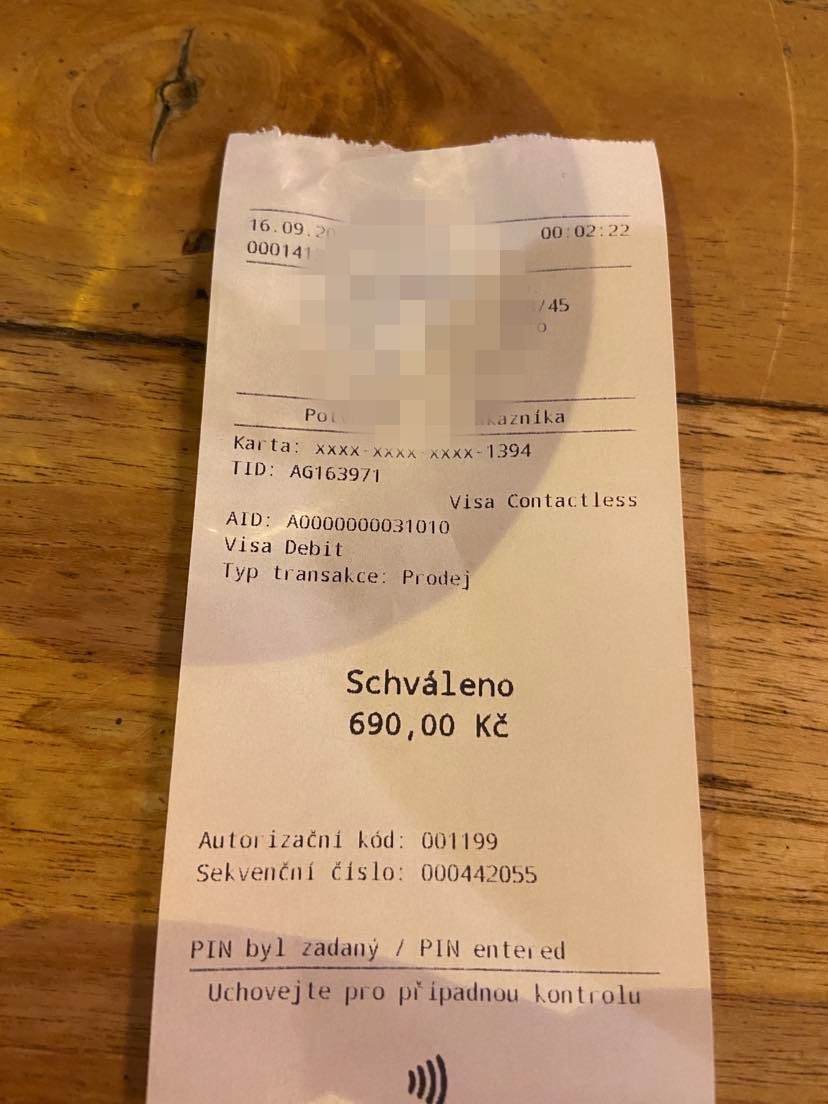 16.09.20 00:02:22
000141
/45
o
Karta: xxxx-xxxx-xxxx-1394
TID: AG163971
Visa Contactless
AID: A0000000031010
Visa Debit
Typ transakce: Prodej
Schváleno
690,00 Kč
Autorizační kód: 001199
Sekvenční číslo: 000442055
PIN byl zadaný / PIN entered
Uchovejte pro případnou kontrolu